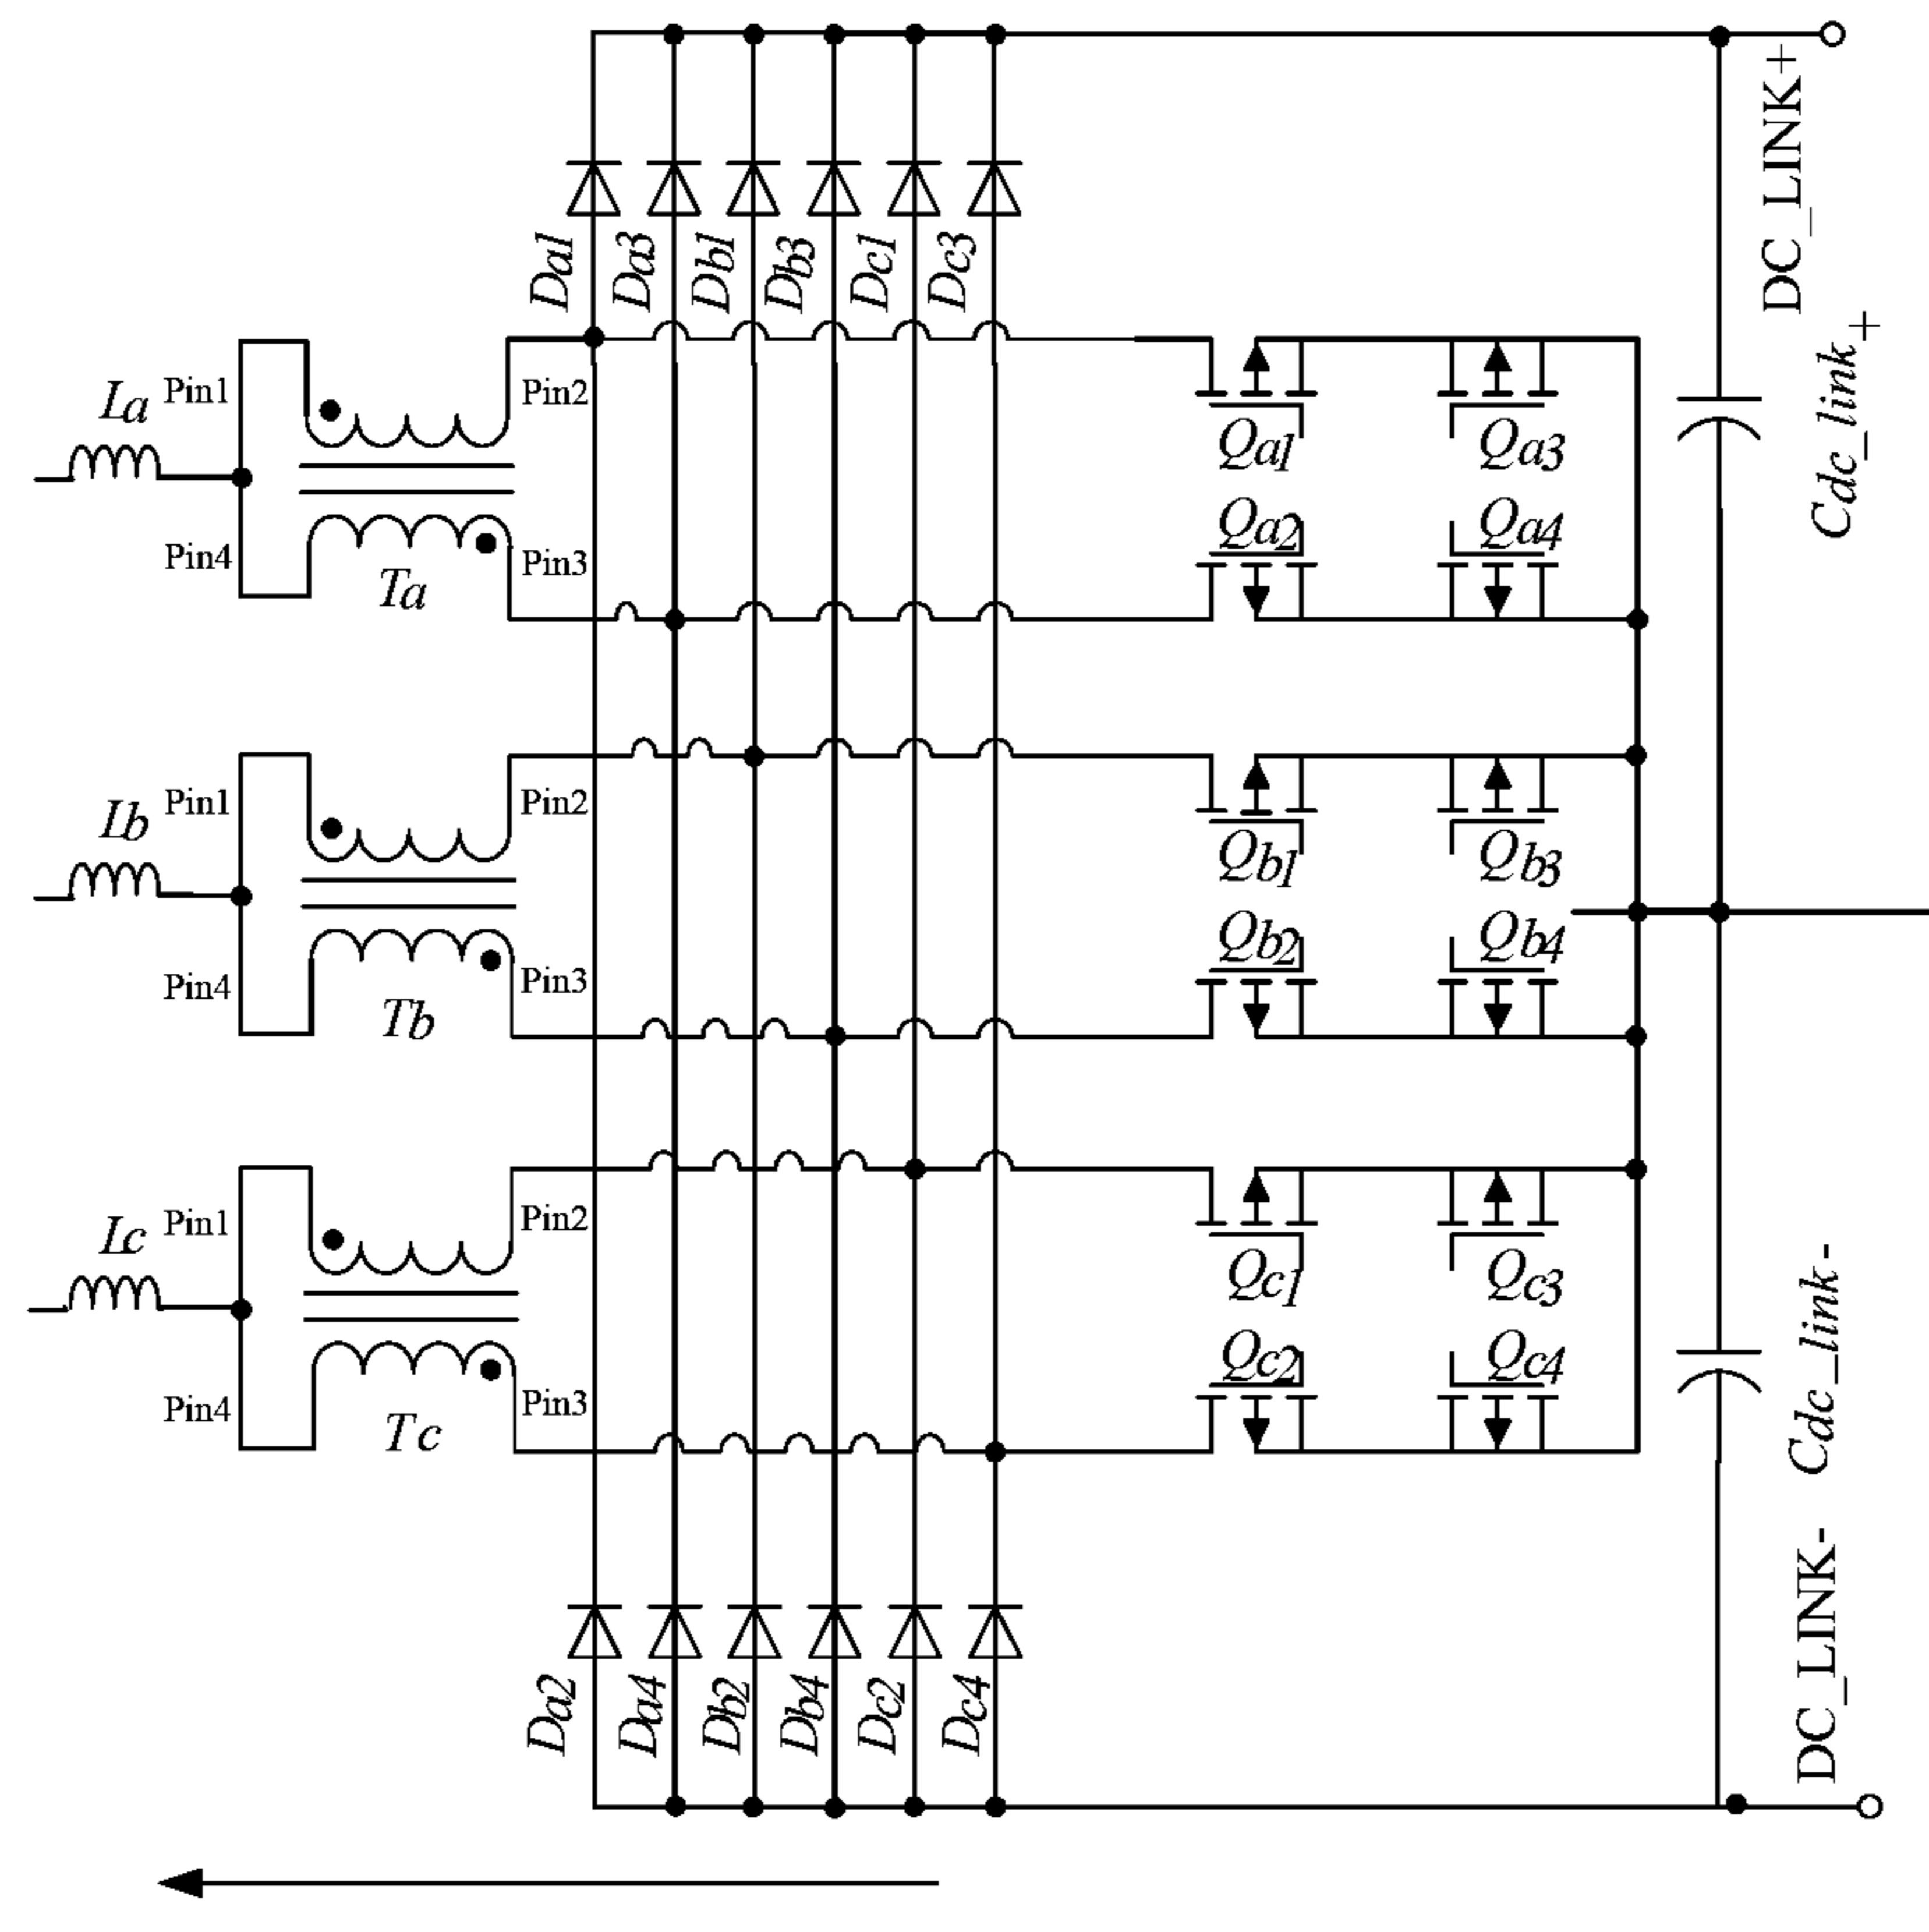 DC_LINK+
Da1
Da3
Db1
Db3
Dc1
Dc3
Cdc_link+
La
Pin1
Pin2
Qa1
Qa3
Qa2
Qa4
Pin4
Ta
Pin3
Lb
Pin1
Pin2
Qb1
Qb3
Qb2
Qb4
Pin4
Tb
Pin3
Lc
Pin1
Pin2
Qc1
Qc3
Qc2
Qc4
Pin4
Tc
Pin3
Cdc_link-
DC_LINK-
Da2
Da4
Db2
Db4
Dc2
Dc4